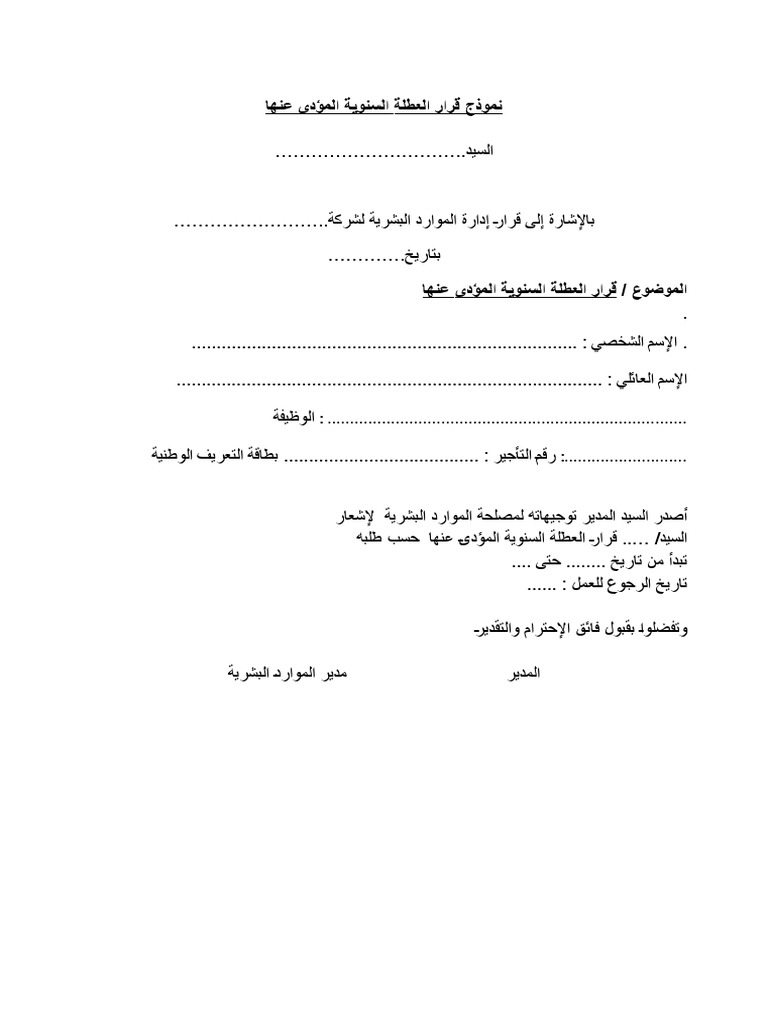 نموذج قرار العطلة السنوية المؤدى عنها
السيد................................
بالإشارة إلى قرار إدارة الموارد البشرية لشركة..........................
بتاريخ.............
الموضوع / قرار العطلة السنوية المؤدى عنها
.
. الإسم الشخصي : .............................................................................
الإسم العائلي : .....................................................................................
............................................................................... : الوظيفة
..........................: رقم التأجير : ....................................... بطاقة التعريف الوطنية
أصدر السيد المدير توجيهاته لمصلحة الموارد البشرية لإشعار
السيد/ ..... قرار العطلة السنوية المؤدى عنها حسب طلبه
تبدأ من تاريخ ........ حتى ....
تاريخ الرجوع للعمل : ......
وتفضلوا بقبول فائق الإحترام والتقدير
المدير مدير الموارد البشرية